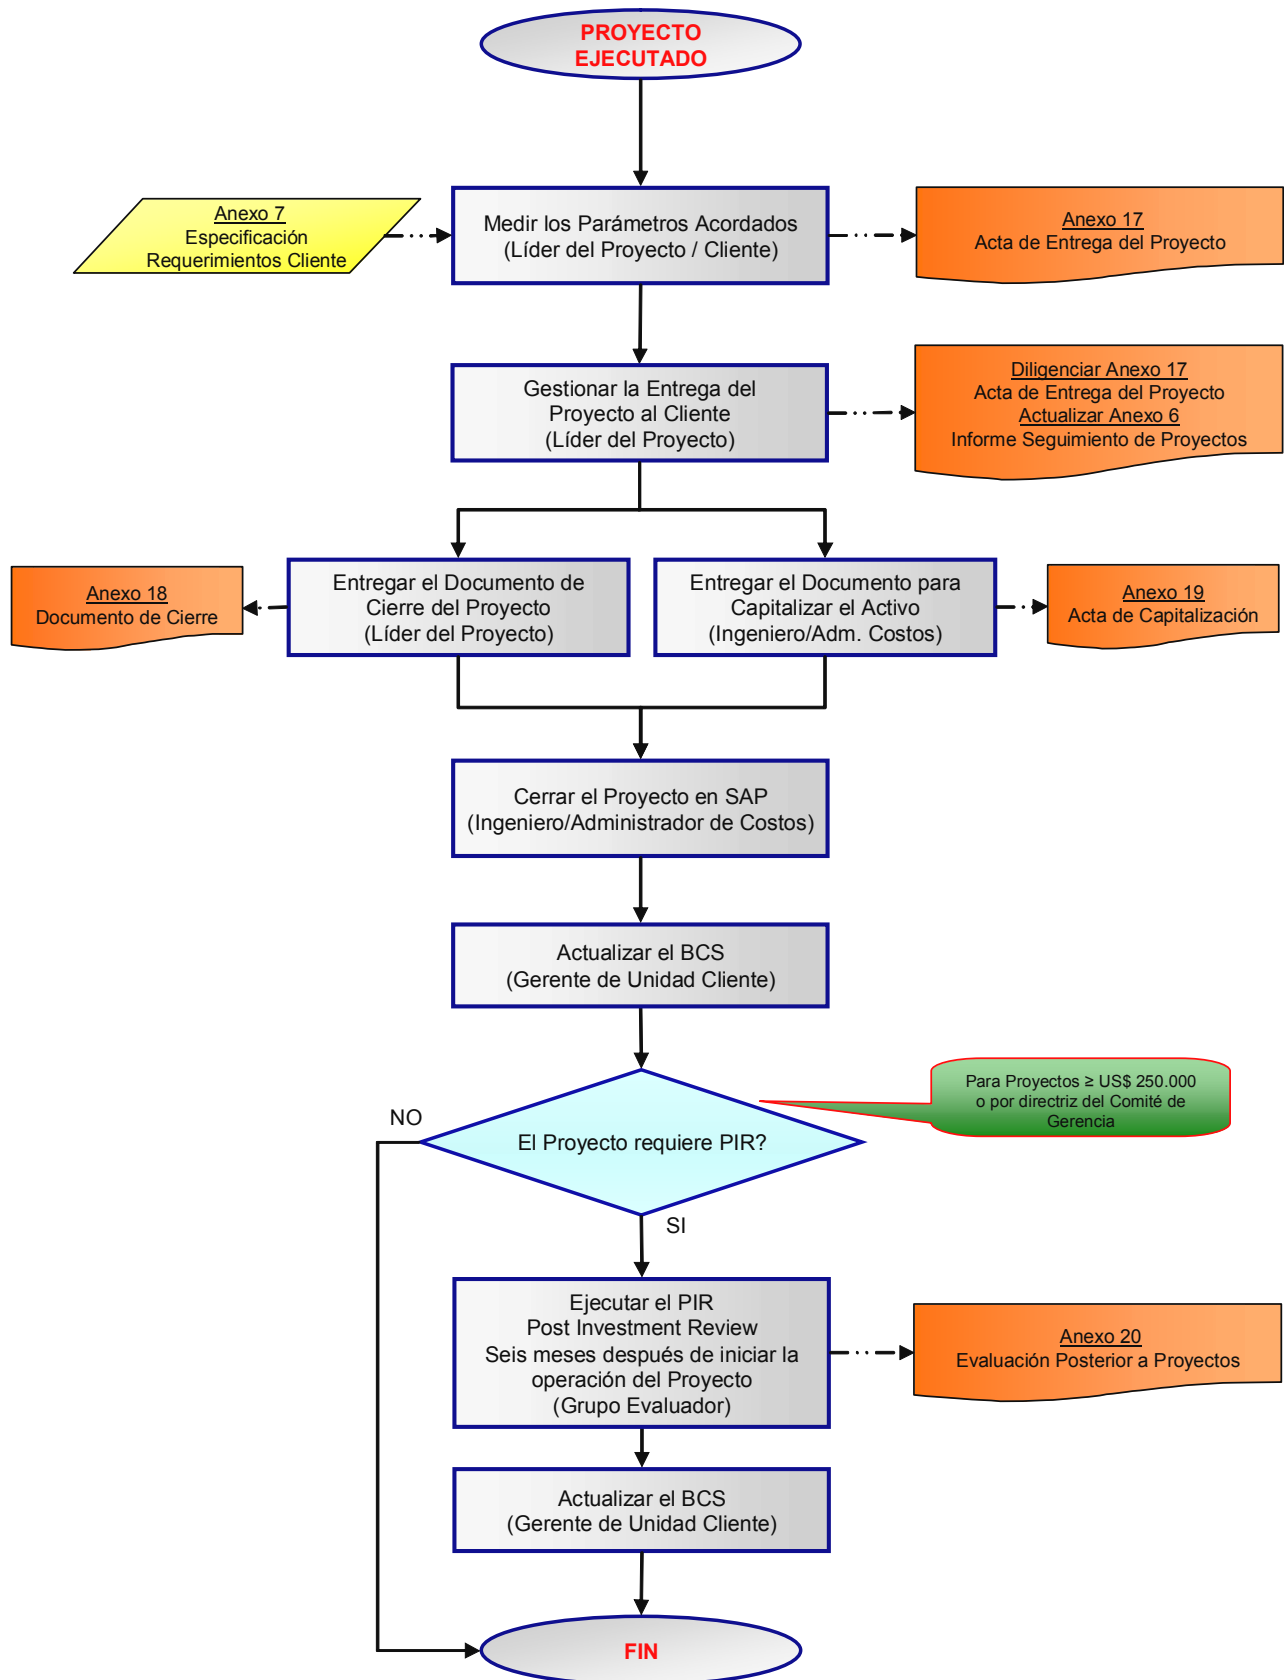 PROYECTO
EJECUTADO
Anexo 7
Especificación
Requerimientos Cliente
Medir los Parámetros Acordados
(Líder del Proyecto / Cliente)
Anexo 17
Acta de Entrega del Proyecto
Gestionar la Entrega del
Proyecto al Cliente
(Líder del Proyecto)
Diligenciar Anexo 17
Acta de Entrega del Proyecto
Actualizar Anexo 6
Informe Seguimiento de Proyectos
Anexo 18
Documento de Cierre
Entregar el Documento de
Cierre del Proyecto
(Líder del Proyecto)
Entregar el Documento para
Capitalizar el Activo
(Ingeniero/Adm. Costos)
Anexo 19
Acta de Capitalización
Cerrar el Proyecto en SAP
(Ingeniero/Administrador de Costos)
Actualizar el BCS
(Gerente de Unidad Cliente)
Para Proyectos ≥ US$ 250.000
o por directriz del Comité de
Gerencia
NO
El Proyecto requiere PIR?
SI
Ejecutar el PIR
Post Investment Review
Seis meses después de iniciar la
operación del Proyecto
(Grupo Evaluador)
Anexo 20
Evaluación Posterior a Proyectos
Actualizar el BCS
(Gerente de Unidad Cliente)
FIN